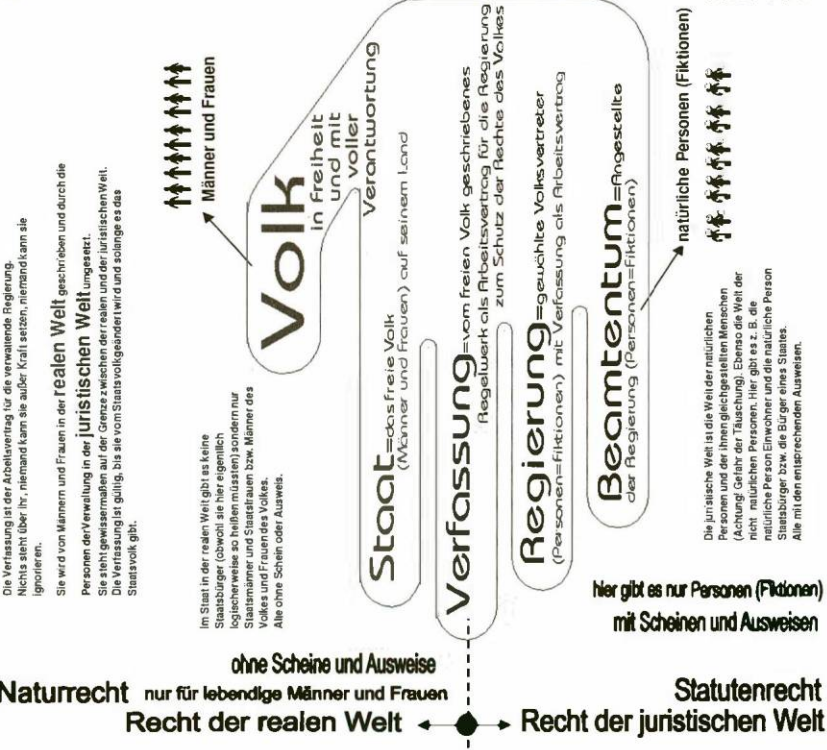 Die Verfassung ist der Arbeitsvertrag für die verwaltende Regierung.
Nichts steht über ihr, niemand kann sie außer Kraft setzen, niemand kann sie
ignorieren.
Sie wird von Männern und Frauen in der realen Welt geschrieben und durch die
Personen der Verwaltung in der juristischen Welt umgesetzt.
Sie steht gewissermaßen auf der Grenze zwischen der realen und der juristischen Welt.
Die Verfassung ist gültig, bis sie vom Staatsvolk geändert wird und solange es das
Staatsvolk gibt.
Männer und Frauen
Volk
in Freiheit
und mit
voller
Verantwortung
Im Staat in der realen Welt gibt es keine
Staatsbürger (obwohl sie hier eigentlich
logischerweise so heißen müssten) sondern nur
Staatsmänner und Staatsfrauen bzw. Männer des
Volkes und Frauen des Volkes.
Alle ohne Schein oder Ausweis.
Staat=das freie Volk
(Männer und Frauen) auf seinem Land
Verfassung=vom freien Volk geschriebenes
Regelwerk als Arbeitsvertrag für die Regierung
zum Schutz der Rechte des Volkes
Regierung=gewählte Volksvertreter
(Personen=Fiktionen) mit Verfassung als Arbeitsvertrag
Beamtentum=Angestellte
der Regierung (Personen=Fiktionen)
natürliche Personen (Fiktionen)
Die juristische Welt ist die Welt der natürlichen
Personen und der ihnen gleichgestellten Menschen
(Achtung! Gefahr der Täuschung). Ebenso die Welt der
nicht natürlichen Personen. Hier gibt es z. B. die
natürliche Person Einwohner und die natürliche Person
Staatsbürger bzw. die Bürger eines Staates.
Alle mit den entsprechenden Ausweisen.
hier gibt es nur Personen (Fiktionen)
mit Scheinen und Ausweisen
ohne Scheine und Ausweise
Naturrecht nur für lebendige Männer und Frauen
Statutenrecht
Recht der realen Welt
Recht der juristischen Welt